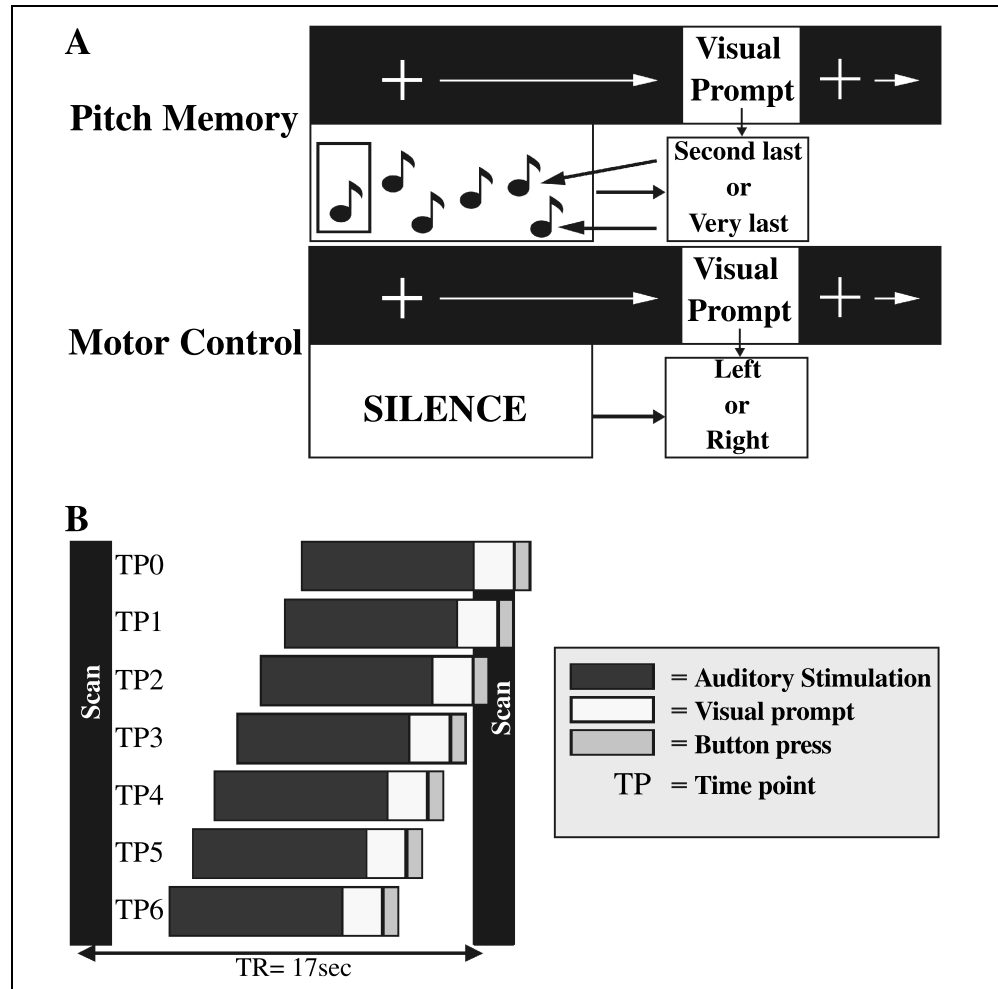 A
Pitch Memory
Visual
Prompt
Second last
or
Very last
Motor Control
Visual
Prompt
SILENCE
Left
or
Right
B
Scan
TP0
TP1
TP2
TP3
TP4
TP5
TP6
Scan
TR= 17sec
= Auditory Stimulation
= Visual prompt
= Button press
TP = Time point